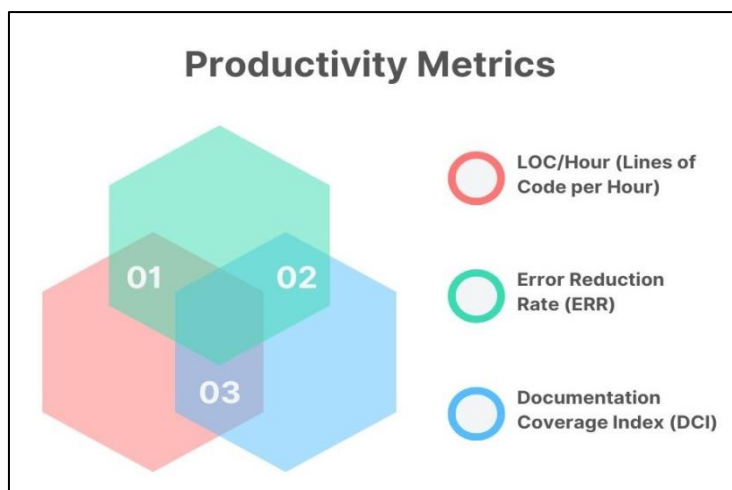 Productivity Metrics
LOC/Hour (Lines of
Code per Hour)
01
02
Error Reduction
Rate (ERR)
03
Documentation
Coverage Index (DCI)